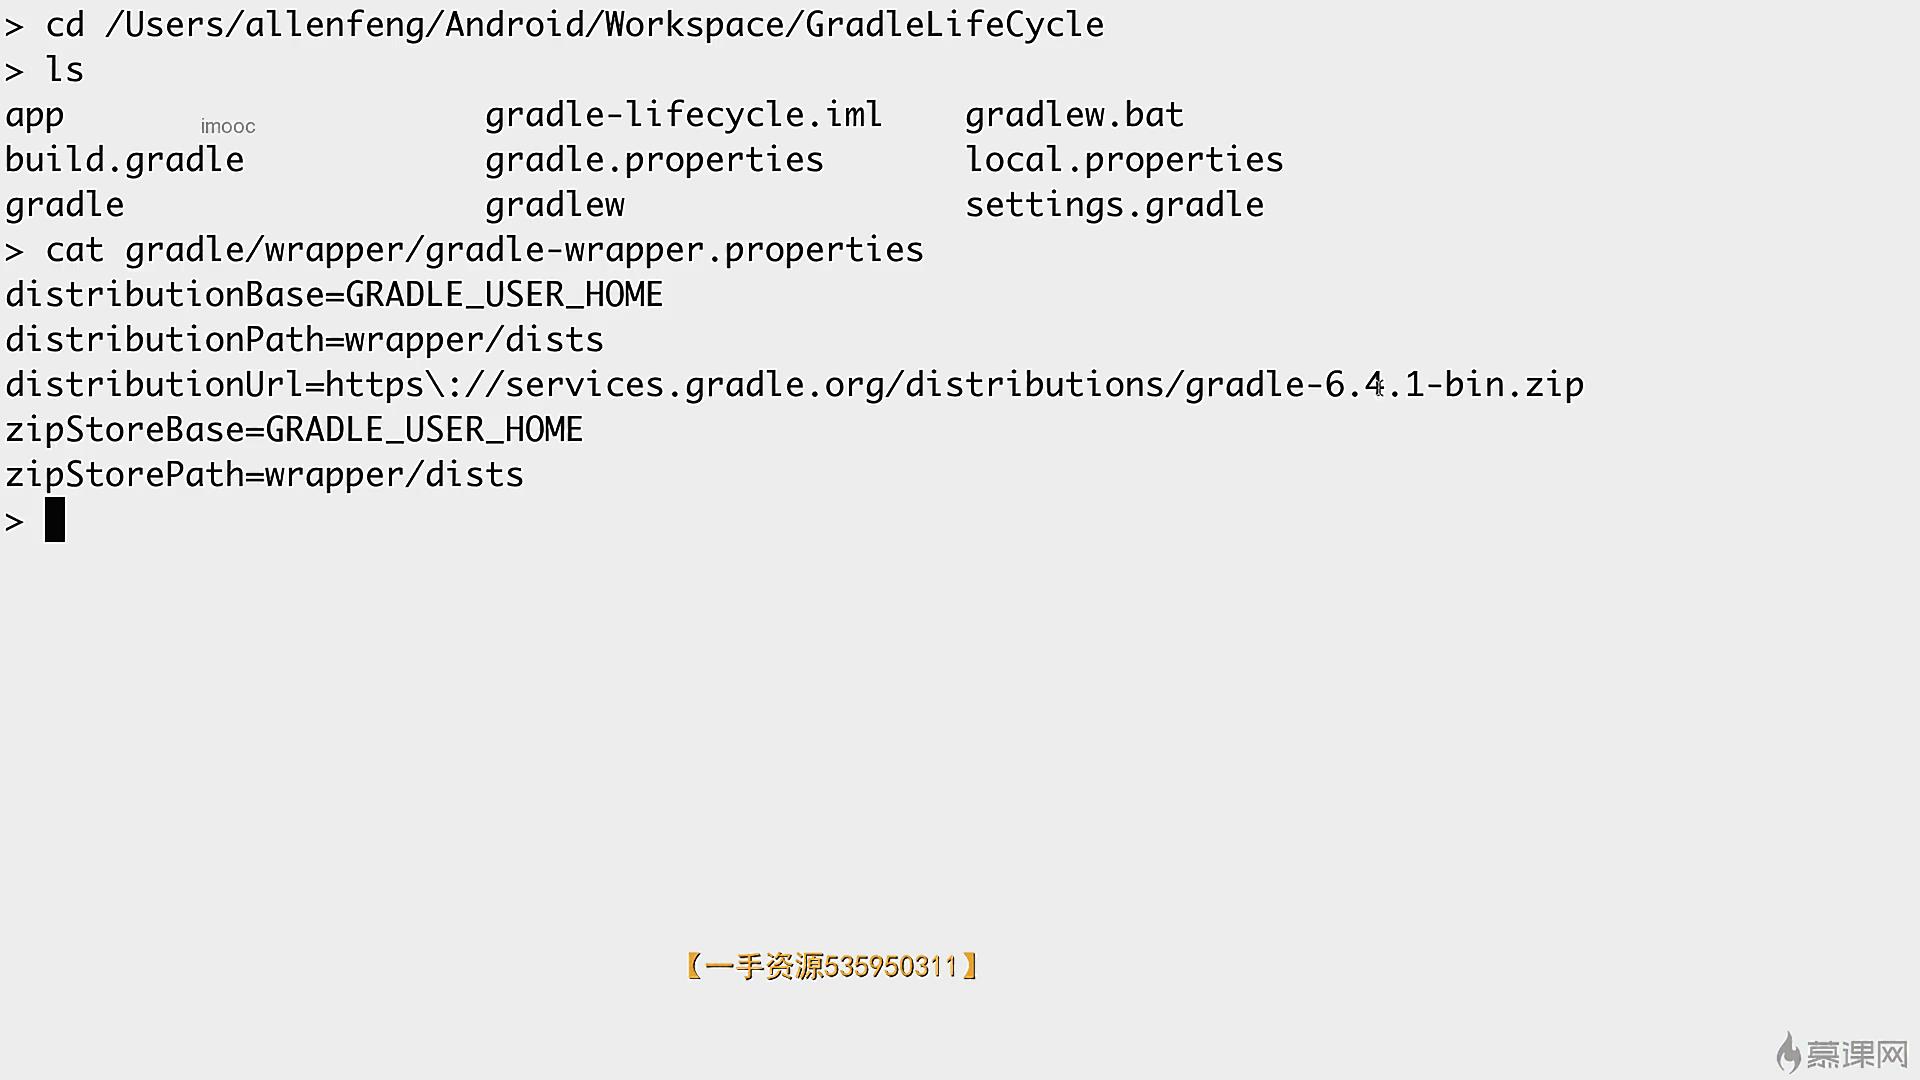 > cd /Users/allenfeng/Android/Workspace/GradleLifeCycle
> ls
app gradle-lifecycle.iml gradlew.bat
imooc
build.gradle gradle.properties local.properties
gradle gradlew settings.gradle
> cat gradle/wrapper/gradle-wrapper.properties
distributionBase=GRADLE_USER_HOME
distributionPath=wrapper/dists
distributionUrl=https\://services.gradle.org/distributions/gradle-6.4.1-bin.zip
zipStoreBase=GRADLE_USER_HOME
zipStorePath=wrapper/dists
>
【一手资源535950311】
慕课网